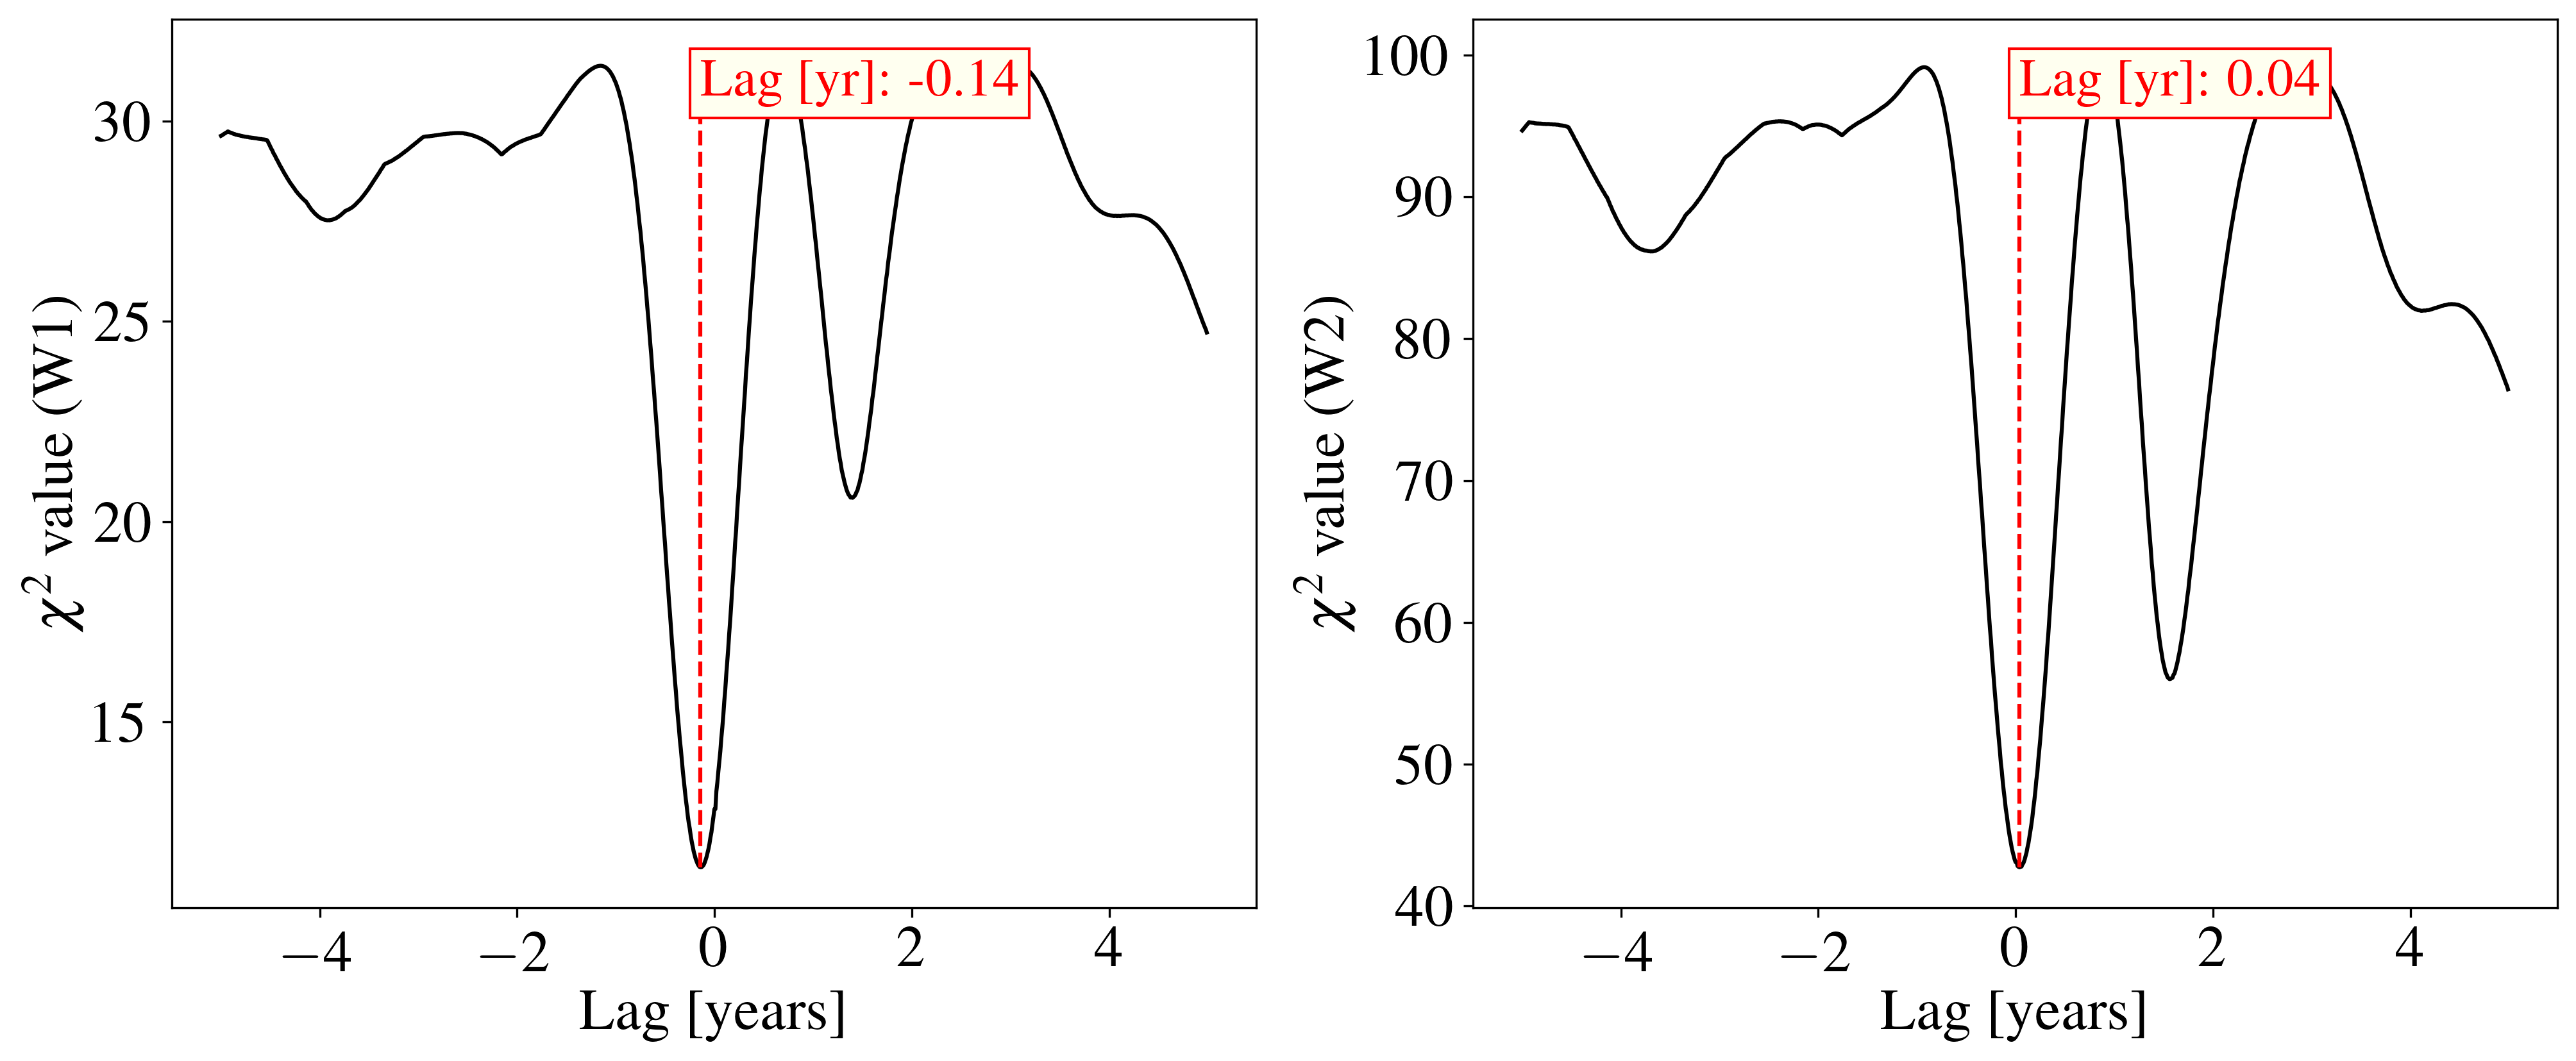 Lag [yr]: -0.14
30
25
20
15
χ² value (W1)
−4 −2 0 2 4
Lag [years]
Lag [yr]: 0.04
100
90
80
70
60
50
40
χ² value (W2)
−4 −2 0 2 4
Lag [years]